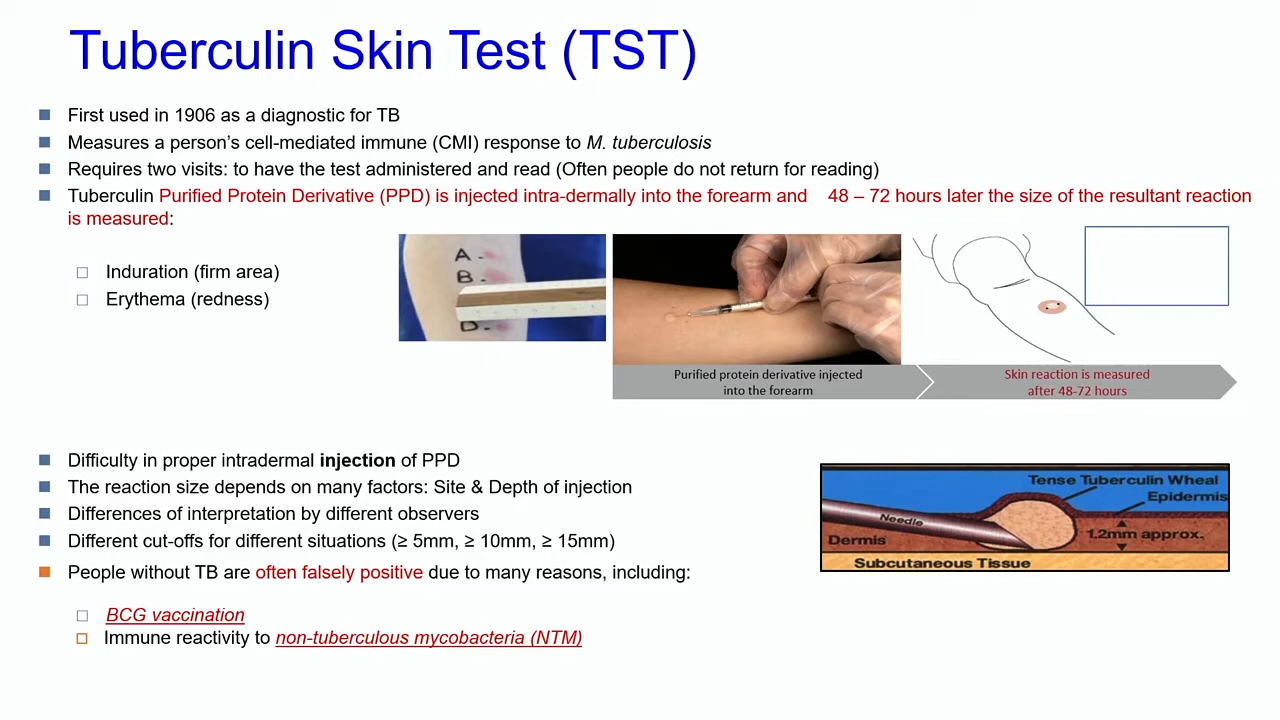 Tuberculin Skin Test (TST)
First used in 1906 as a diagnostic for TB
Measures a person’s cell-mediated immune (CMI) response to M. tuberculosis
Requires two visits: to have the test administered and read (Often people do not return for reading)
Tuberculin Purified Protein Derivative (PPD) is injected intra-dermally into the forearm and 48 – 72 hours later the size of the resultant reaction
is measured:
Induration (firm area)
Erythema (redness)
A.
B.
D.
Purified protein derivative injected
into the forearm
Skin reaction is measured
after 48-72 hours
Difficulty in proper intradermal injection of PPD
The reaction size depends on many factors: Site & Depth of injection
Differences of interpretation by different observers
Different cut-offs for different situations (≥ 5mm, ≥ 10mm, ≥ 15mm)
People without TB are often falsely positive due to many reasons, including:
BCG vaccination
Immune reactivity to non-tuberculous mycobacteria (NTM)
Tense Tuberculin Wheal
Epidermis
Needle
Dermis
1.2mm approx.
Subcutaneous Tissue